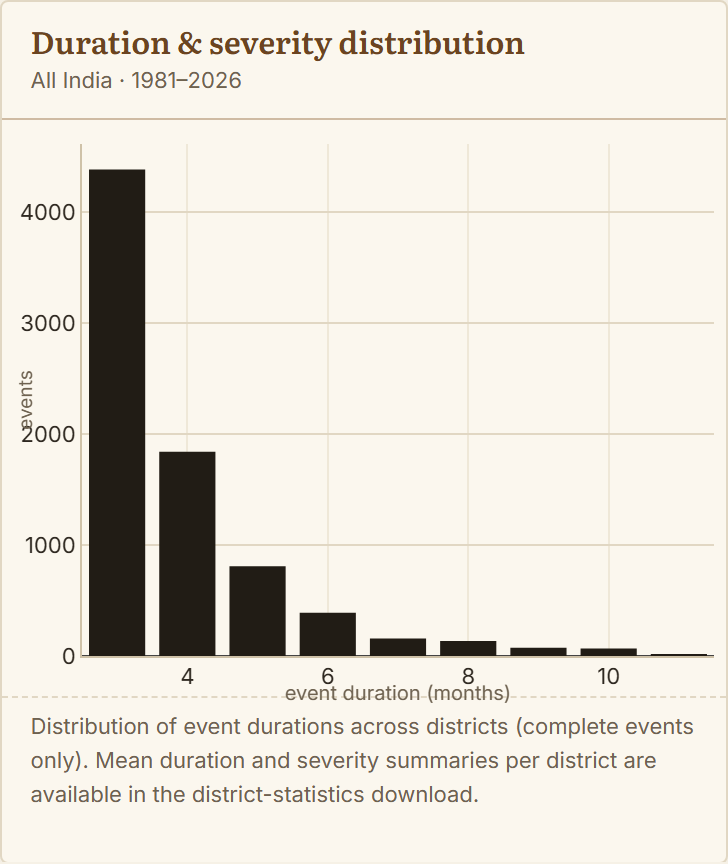 Duration & severity distribution
All India · 1981–2026
4000
3000
events
2000
1000
0
4 6 8 10
event duration (months)
Distribution of event durations across districts (complete events
only). Mean duration and severity summaries per district are
available in the district-statistics download.